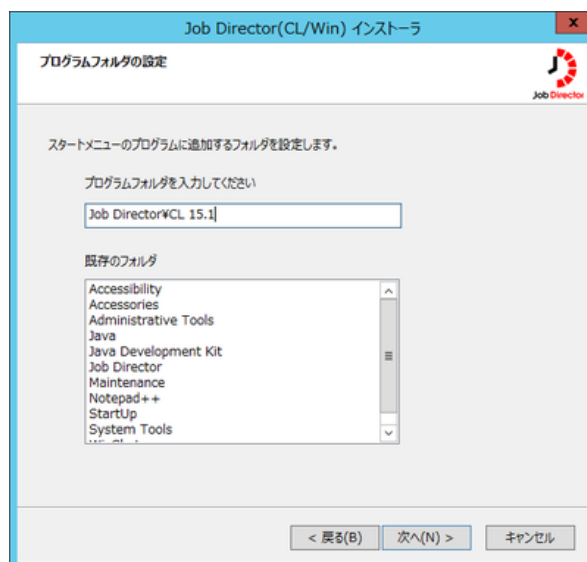 Job Director(CL/Win) インストーラ
x
プログラムフォルダの設定
Job Director
スタートメニューのプログラムに追加するフォルダを設定します。
プログラムフォルダを入力してください
Job Director¥CL 15.1
既存のフォルダ
Accessibility
Accessories
Administrative Tools
Java
Java Development Kit
Job Director
Maintenance
Notepad++
StartUp
System Tools
< 戻る(B)
次へ(N) >
キャンセル